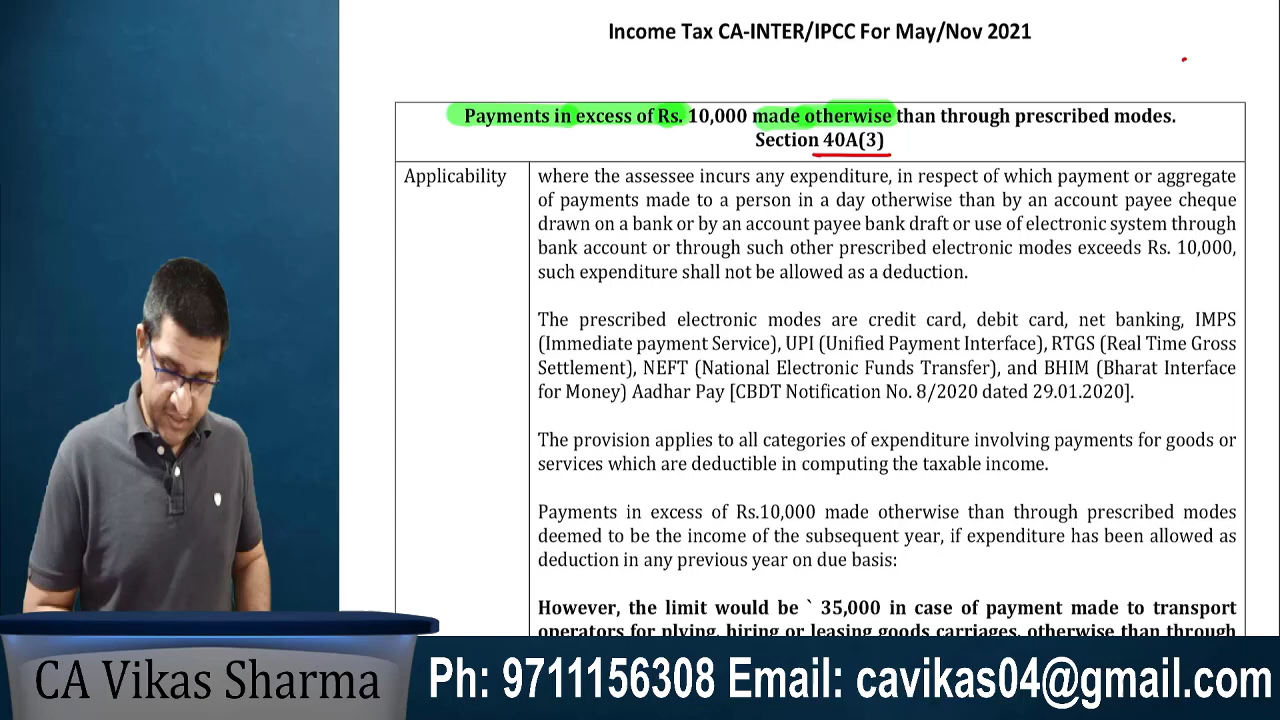 Income Tax CA-INTER/IPCC For May/Nov 2021
Payments in excess of Rs. 10,000 made otherwise than through prescribed modes.
Section 40A(3)
Applicability
where the assessee incurs any expenditure, in respect of which payment or aggregate
of payments made to a person in a day otherwise than by an account payee cheque
drawn on a bank or by an account payee bank draft or use of electronic system through
bank account or through such other prescribed electronic modes exceeds Rs. 10,000,
such expenditure shall not be allowed as a deduction.
The prescribed electronic modes are credit card, debit card, net banking, IMPS
(Immediate payment Service), UPI (Unified Payment Interface), RTGS (Real Time Gross
Settlement), NEFT (National Electronic Funds Transfer), and BHIM (Bharat Interface
for Money) Aadhar Pay [CBDT Notification No. 8/2020 dated 29.01.2020].
The provision applies to all categories of expenditure involving payments for goods or
services which are deductible in computing the taxable income.
Payments in excess of Rs.10,000 made otherwise than through prescribed modes
deemed to be the income of the subsequent year, if expenditure has been allowed as
deduction in any previous year on due basis:
However, the limit would be ` 35,000 in case of payment made to transport
operators for plying, hiring or leasing goods carriages, otherwise than through
CA Vikas Sharma
Ph: 9711156308 Email: cavikas04@gmail.com